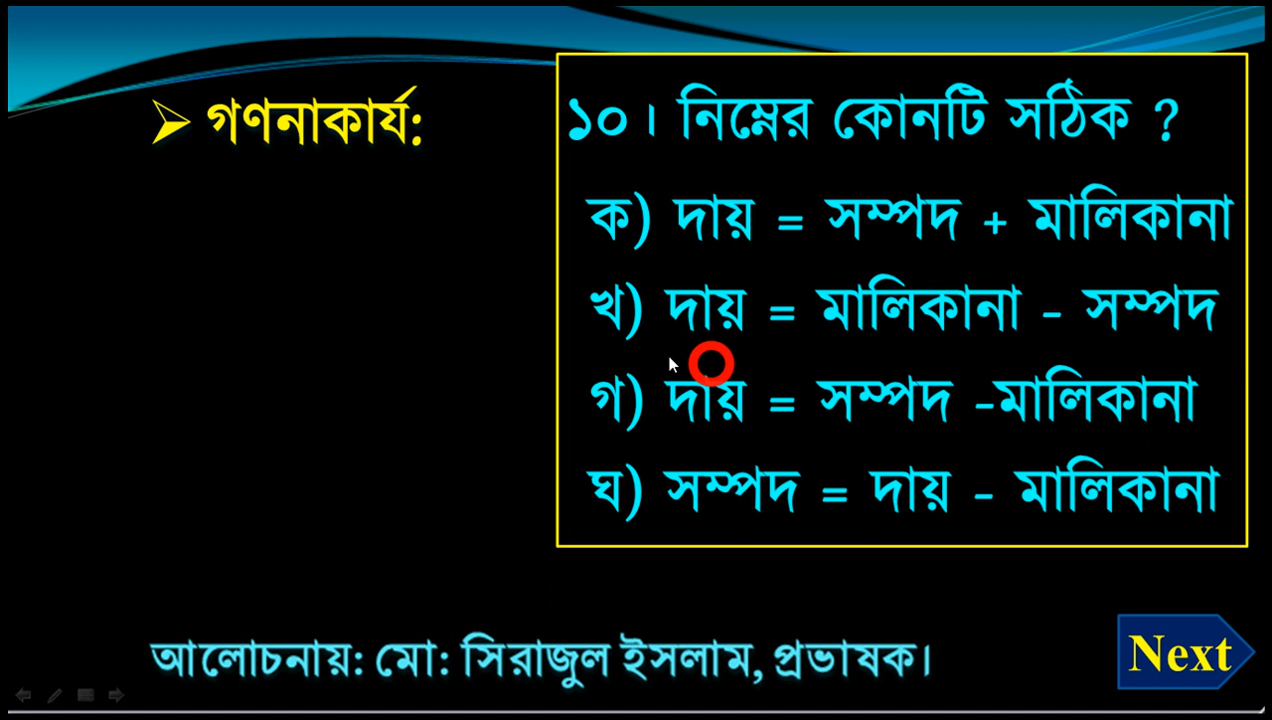 ➢ গণনাকার্য:
১০। নিম্নের কোনটি সঠিক ?
ক) দায় = সম্পদ + মালিকানা
খ) দায় = মালিকানা - সম্পদ
গ) দায় = সম্পদ -মালিকানা
ঘ) সম্পদ = দায় - মালিকানা
আলোচনায়: মো: সিরাজুল ইসলাম, প্রভাষক।
Next